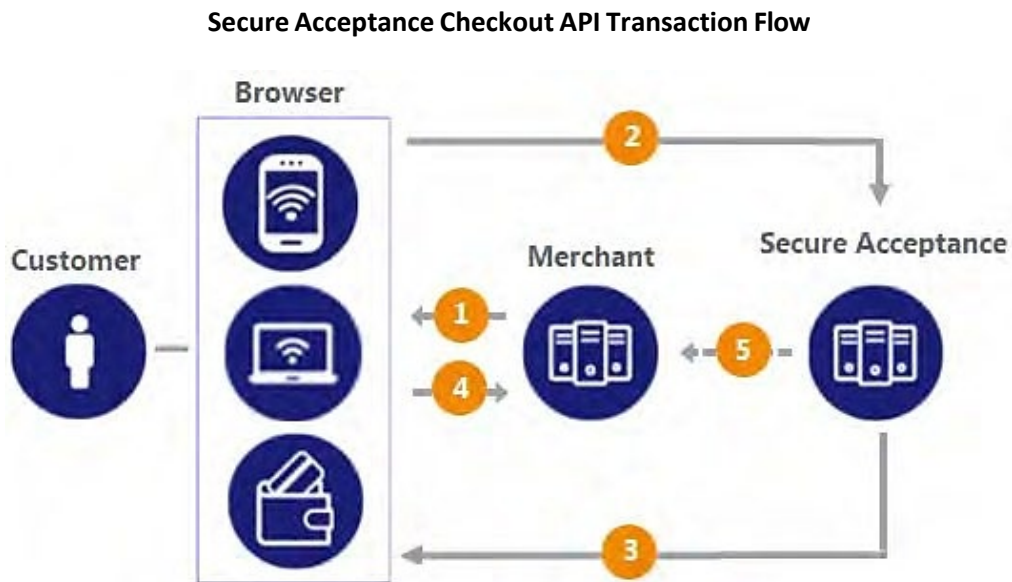 Secure Acceptance Checkout API Transaction Flow
Browser
2
Customer
Merchant
Secure Acceptance
1
5
4
3